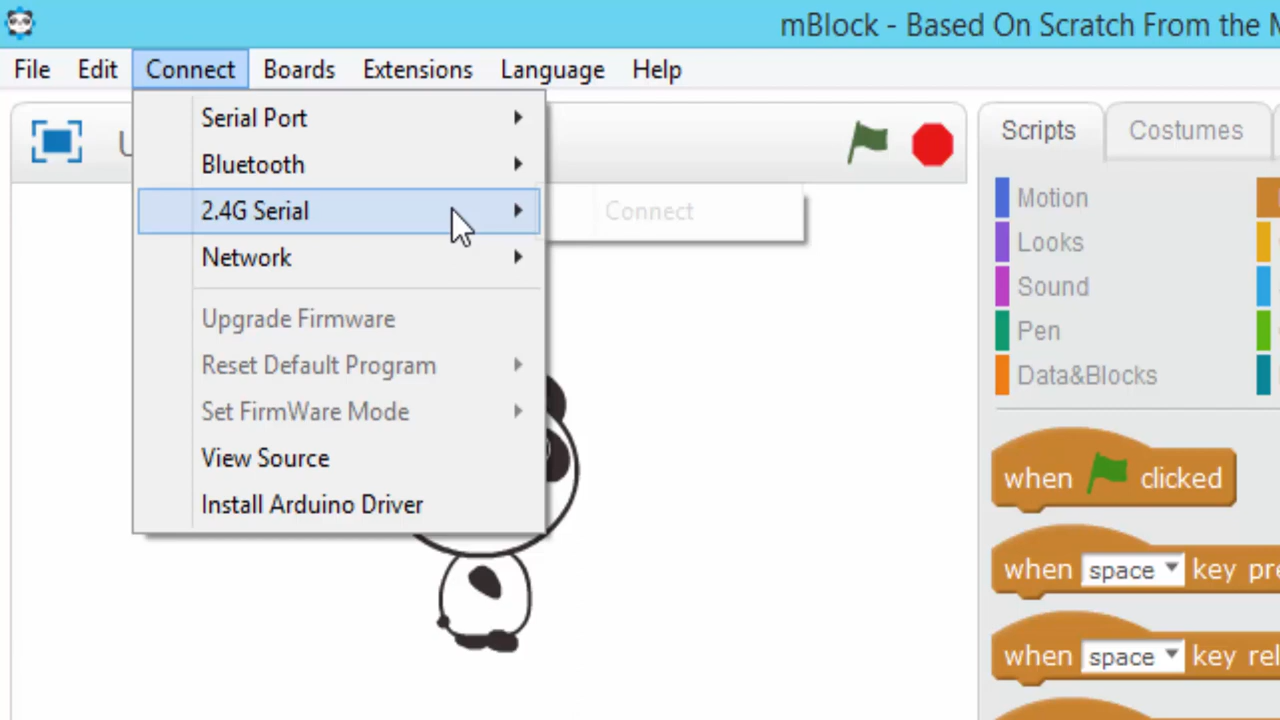 mBlock - Based On Scratch From the
File Edit Connect Boards Extensions Language Help
Serial Port
Bluetooth
2.4G Serial
Connect
Network
Upgrade Firmware
Reset Default Program
Set FirmWare Mode
View Source
Install Arduino Driver
Scripts Costumes
Motion
Looks
Sound
Pen
Data&Blocks
when clicked
when space key
when space key